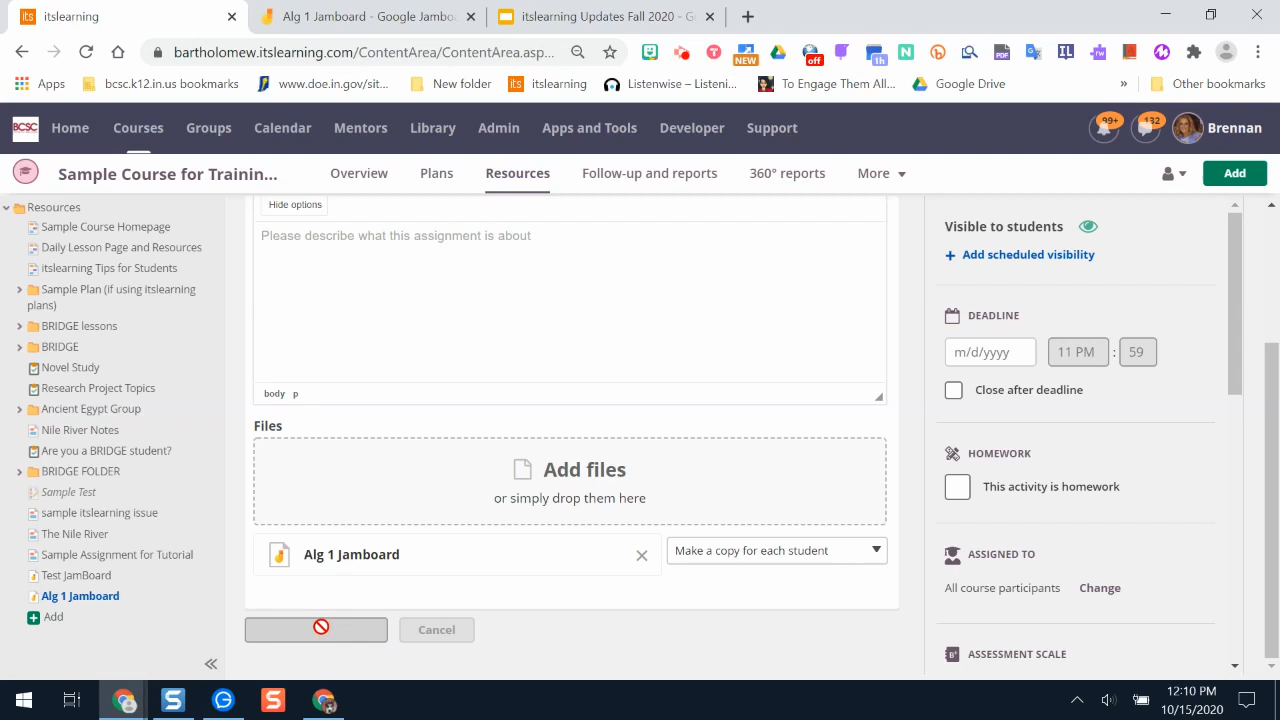 itslearning
Alg 1 Jamboard - Google Jambo
itslearning Updates Fall 2020 - G
bartholomew.itslearning.com/ContentArea/ContentArea.asp...
NEW
off
1h
Apps
bcsc.k12.in.us bookmarks
www.doe.in.gov/sit...
New folder
itslearning
Listenwise – Listeni...
To Engage Them All...
Google Drive
»
Other bookmarks
BCSC
Home
Courses
Groups
Calendar
Mentors
Library
Admin
Apps and Tools
Developer
Support
99+
132
Brennan
Sample Course for Trainin...
Overview
Plans
Resources
Follow-up and reports
360° reports
More
Add
Resources
Sample Course Homepage
Daily Lesson Page and Resources
itslearning Tips for Students
Sample Plan (if using itslearning
plans)
BRIDGE lessons
BRIDGE
Novel Study
Research Project Topics
Ancient Egypt Group
Nile River Notes
Are you a BRIDGE student?
BRIDGE FOLDER
Sample Test
sample itslearning issue
The Nile River
Sample Assignment for Tutorial
Test JamBoard
Alg 1 Jamboard
Add
Hide options
Please describe what this assignment is about
body p
Files
Add files
or simply drop them here
Alg 1 Jamboard
Make a copy for each student
Cancel
Visible to students
+ Add scheduled visibility
DEADLINE
m/d/yyyy
11 PM : 59
Close after deadline
HOMEWORK
This activity is homework
ASSIGNED TO
All course participants Change
ASSESSMENT SCALE
12:10 PM
10/15/2020